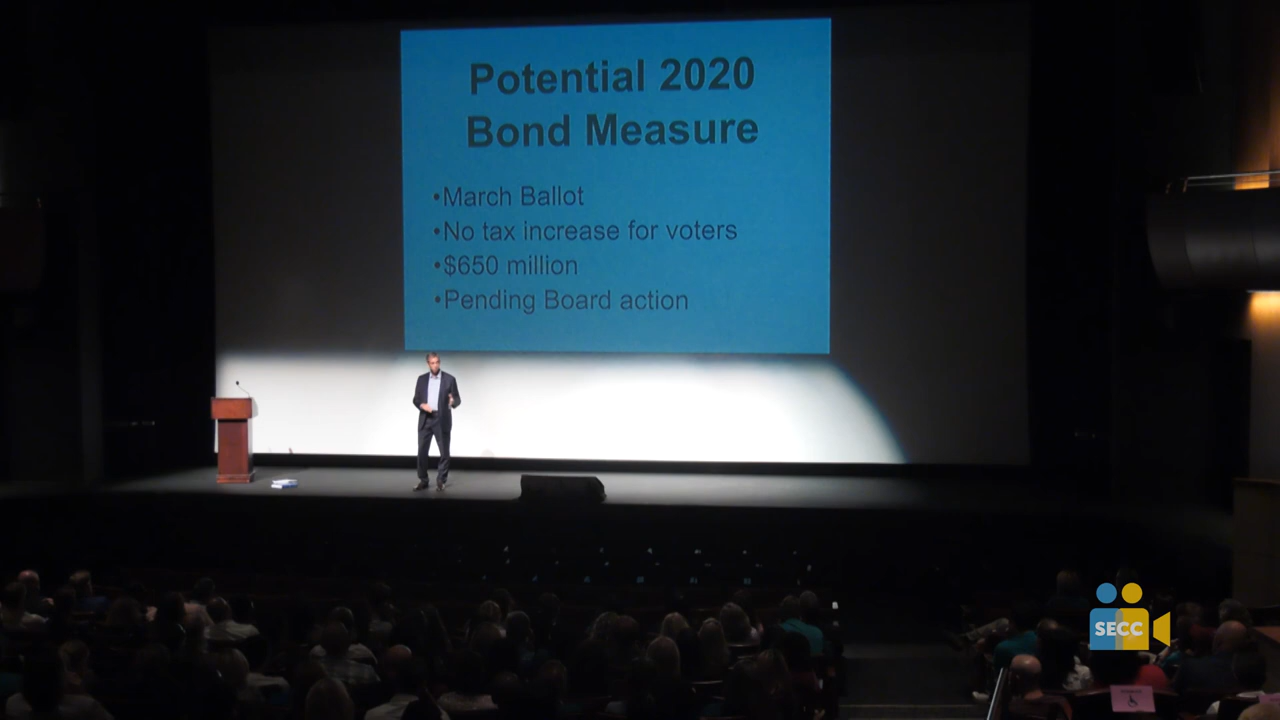 Potential 2020
Bond Measure
•March Ballot
•No tax increase for voters
•$650 million
•Pending Board action
SECC